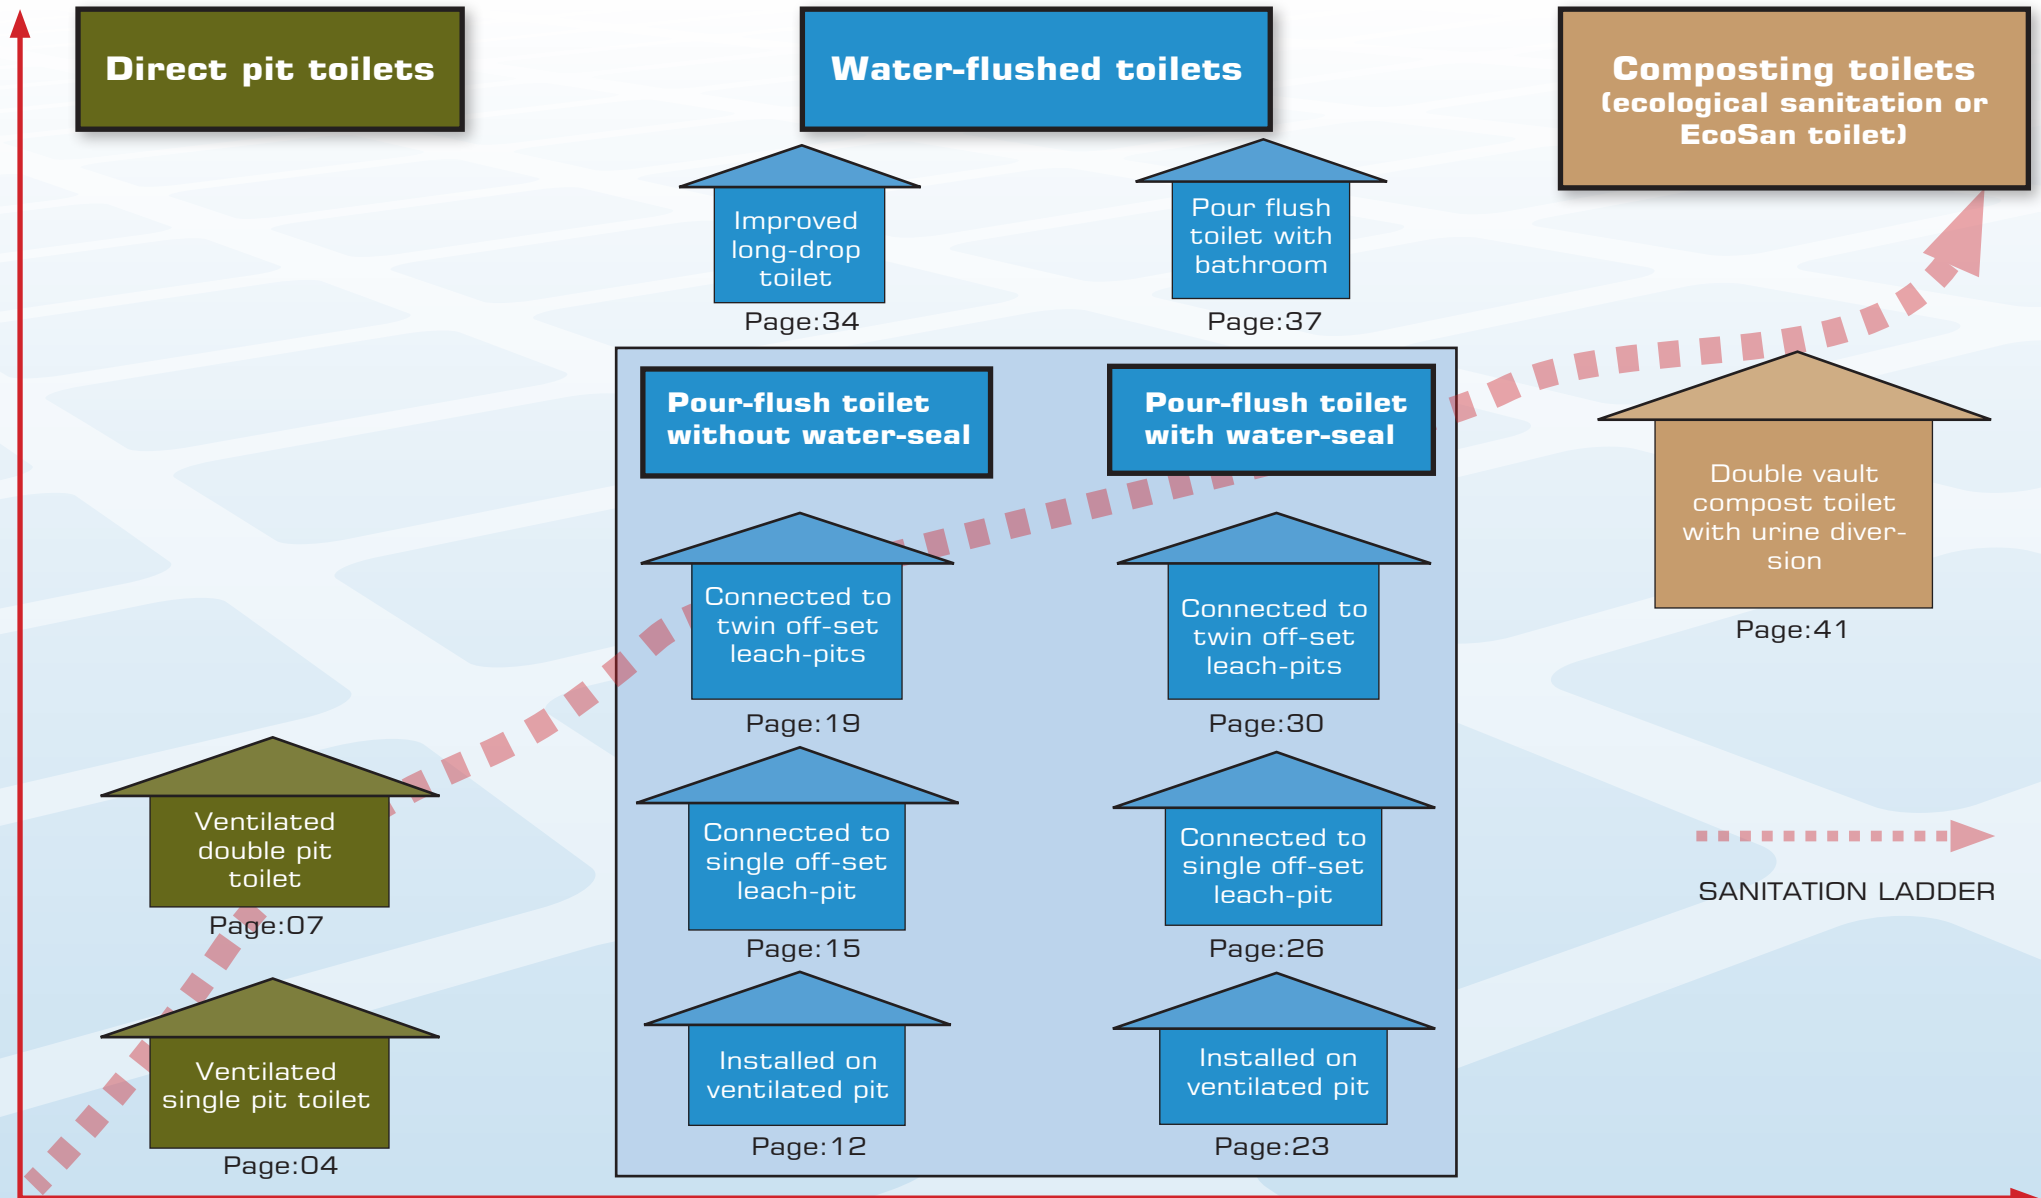 Direct pit toilets
Water-flushed toilets
Composting toilets
(ecological sanitation or
EcoSan toilet)
Improved
long-drop
toilet
Page:34
Pour flush
toilet with
bathroom
Page:37
Pour-flush toilet
without water-seal
Pour-flush toilet
with water-seal
Connected to
twin off-set
leach-pits
Page:19
Connected to
twin off-set
leach-pits
Page:30
Double vault
compost toilet
with urine diver-
sion
Page:41
Ventilated
double pit
toilet
Page:07
Connected to
single off-set
leach-pit
Page:15
Connected to
single off-set
leach-pit
Page:26
SANITATION LADDER
Ventilated
single pit toilet
Page:04
Installed on
ventilated pit
Page:12
Installed on
ventilated pit
Page:23